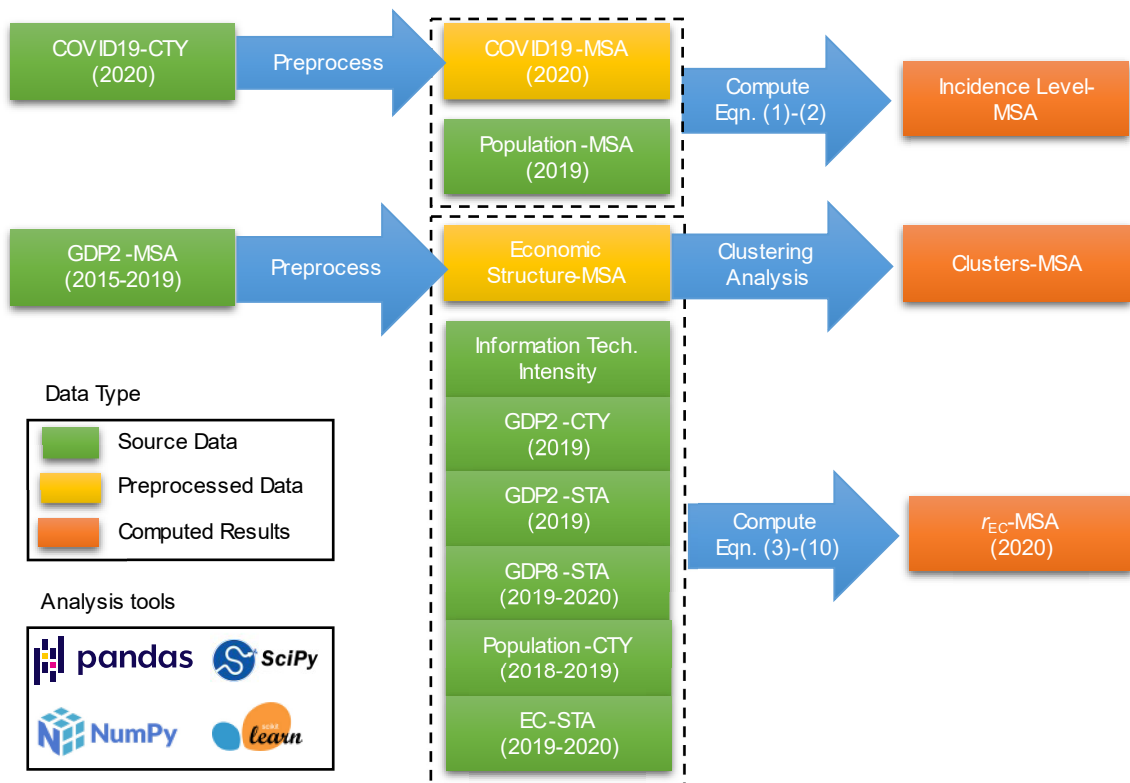 COVID19-CTY
(2020)
Preprocess
COVID19-MSA
(2020)
Compute
Eqn. (1)-(2)
Incidence Level-
MSA
Population-MSA
(2019)
GDP2-MSA
(2015-2019)
Preprocess
Economic
Structure-MSA
Clustering
Analysis
Clusters-MSA
Information Tech.
Intensity
GDP2-CTY
(2019)
GDP2-STA
(2019)
GDP8-STA
(2019-2020)
Population-CTY
(2018-2019)
EC-STA
(2019-2020)
Compute
Eqn. (3)-(10)
rEC-MSA
(2020)
Data Type
Source Data
Preprocessed Data
Computed Results
Analysis tools
pandas
SciPy
NumPy
scikit
learn